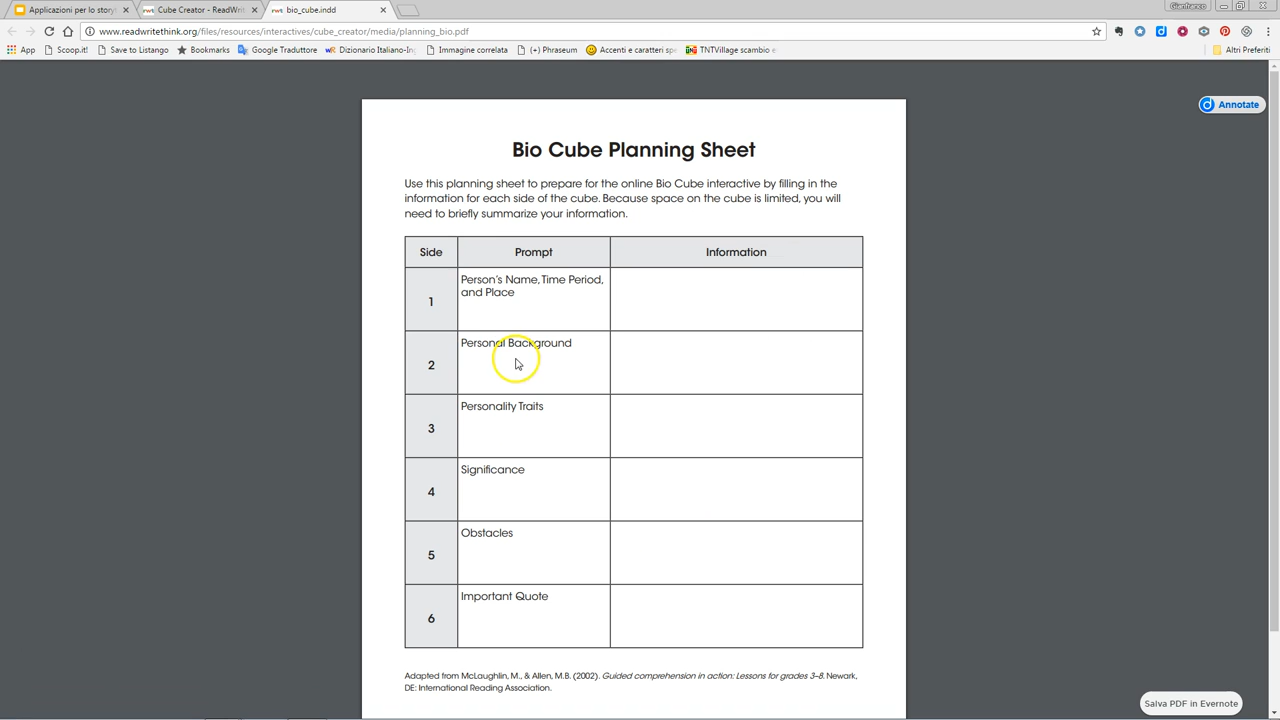 Applicazioni per lo story
Cube Creator - ReadWrit
bio_cube.indd
Gianfranco
www.readwritethink.org/files/resources/interactives/cube_creator/media/planning_bio.pdf
App
Scoop.it!
Save to Listango
Bookmarks
Google Traduttore
Dizionario Italiano-Ing
Immagine correlata
(+) Phraseum
Accenti e caratteri spe
TNTVillage scambio e
Altri Preferiti
Annotate
Bio Cube Planning Sheet
Use this planning sheet to prepare for the online Bio Cube interactive by filling in the
information for each side of the cube. Because space on the cube is limited, you will
need to briefly summarize your information.
Side Prompt Information
1 Person's Name, Time Period,
and Place
2 Personal Background
3 Personality Traits
4 Significance
5 Obstacles
6 Important Quote
Adapted from McLaughlin, M., & Allen, M.B. (2002). Guided comprehension in action: Lessons for grades 3–8. Newark,
DE: International Reading Association.
Salva PDF in Evernote